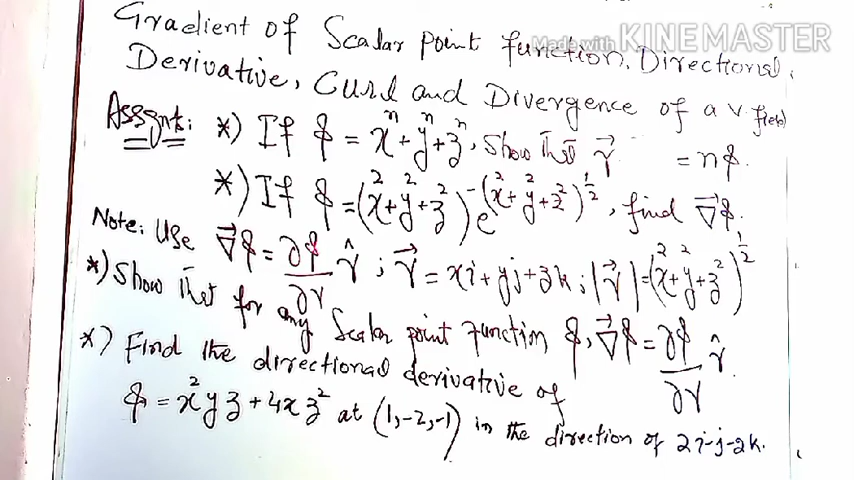 Gradient of Scalar point function, Directional
Derivative, Curl and Divergence of a v. field
Made with KINEMASTER
Assgnt: *) If φ = xⁿ+yⁿ+zⁿ, Show that r⃗ = nφ.
*) If φ = (x²+y²+z²) e^-(x²+y²+z²)^1/2, find ∇⃗φ.
Note: Use ∇⃗φ = ∂φ/∂r r̂ ; r⃗ = xi+yj+zk ; |r⃗| = (x²+y²+z²)^1/2
*) Show that for any Scalar point function φ, ∇⃗φ = ∂φ/∂r r̂.
*) Find the directional derivative of
φ = x²yz+4xz² at (1,-2,-1) in the direction of 2i-j-2k.